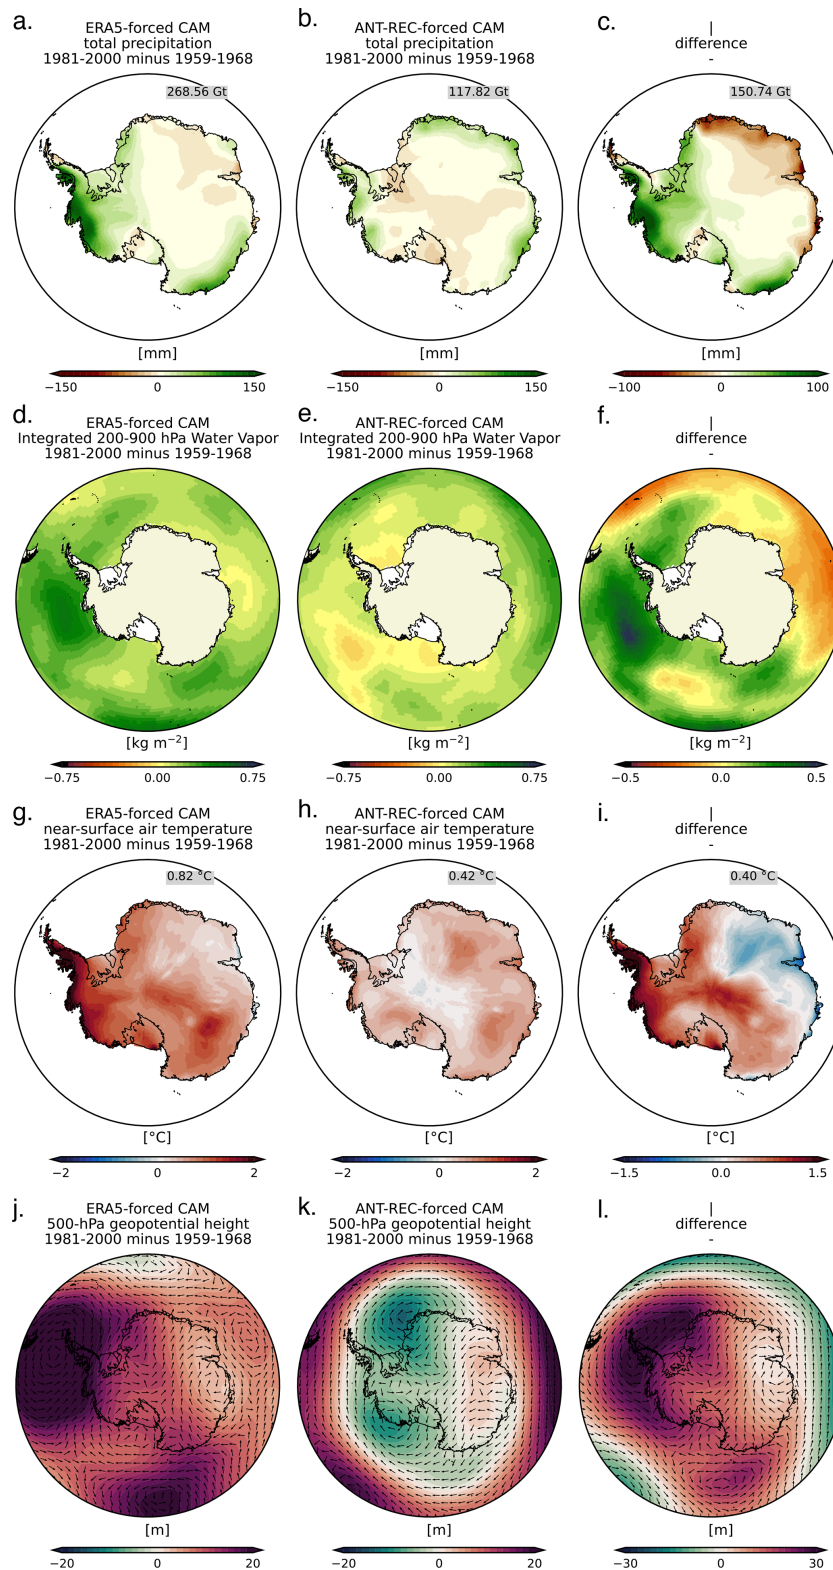 a.
ERA5-forced CAM
total precipitation
1981-2000 minus 1959-1968
268.56 Gt
[mm]
−150 0 150
b.
ANT-REC-forced CAM
total precipitation
1981-2000 minus 1959-1968
117.82 Gt
[mm]
−150 0 150
c.
|
difference
-
150.74 Gt
[mm]
−100 0 100
d.
ERA5-forced CAM
Integrated 200-900 hPa Water Vapor
1981-2000 minus 1959-1968
[kg m⁻²]
−0.75 0.00 0.75
e.
ANT-REC-forced CAM
Integrated 200-900 hPa Water Vapor
1981-2000 minus 1959-1968
[kg m⁻²]
−0.75 0.00 0.75
f.
|
difference
-
[kg m⁻²]
−0.5 0.0 0.5
g.
ERA5-forced CAM
near-surface air temperature
1981-2000 minus 1959-1968
0.82 °C
[°C]
−2 0 2
h.
ANT-REC-forced CAM
near-surface air temperature
1981-2000 minus 1959-1968
0.42 °C
[°C]
−2 0 2
i.
|
difference
-
0.40 °C
[°C]
−1.5 0.0 1.5
j.
ERA5-forced CAM
500-hPa geopotential height
1981-2000 minus 1959-1968
[m]
−20 0 20
k.
ANT-REC-forced CAM
500-hPa geopotential height
1981-2000 minus 1959-1968
[m]
−20 0 20
l.
|
difference
-
[m]
−30 0 30